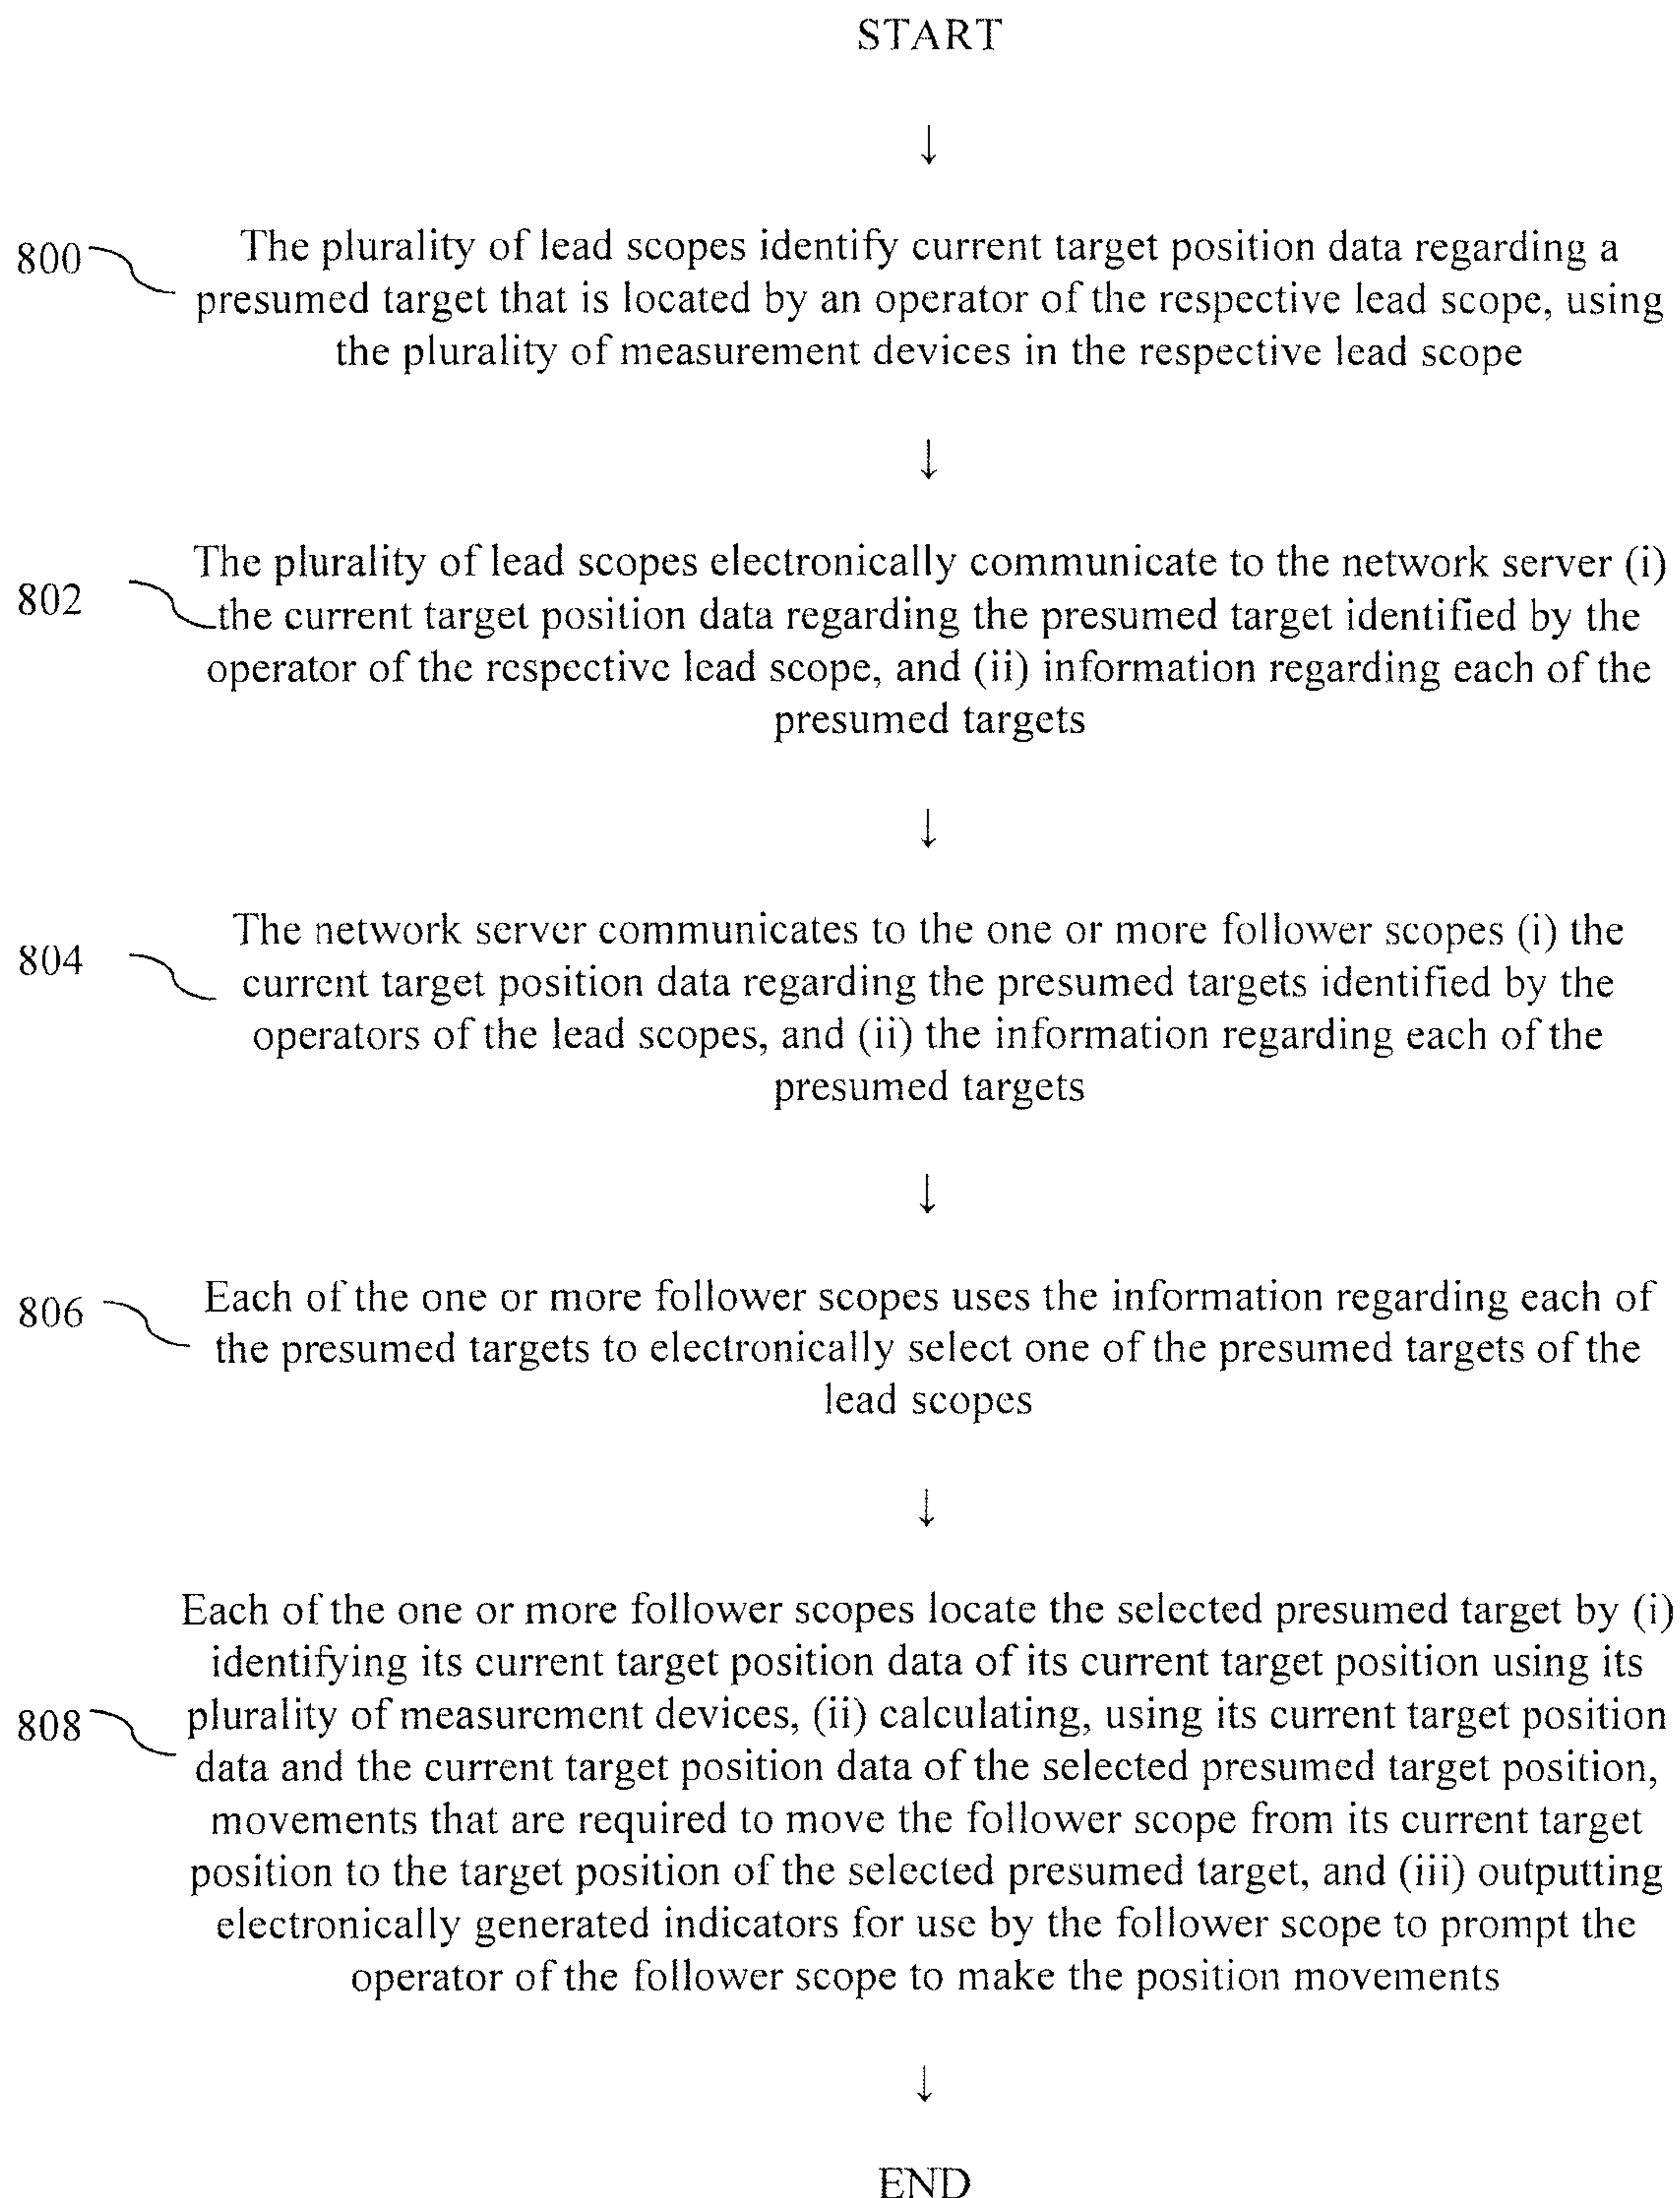 START
↓
The plurality of lead scopes identify current target position data regarding a
800 presumed target that is located by an operator of the respective lead scope, using
the plurality of measurement devices in the respective lead scope
↓
The plurality of lead scopes electronically communicate to the network server (i)
802 the current target position data regarding the presumed target identified by the
operator of the respective lead scope, and (ii) information regarding each of the
presumed targets
↓
The network server communicates to the one or more follower scopes (i) the
804 current target position data regarding the presumed targets identified by the
operators of the lead scopes, and (ii) the information regarding each of the
presumed targets
↓
Each of the one or more follower scopes uses the information regarding each of
806 the presumed targets to electronically select one of the presumed targets of the
lead scopes
↓
Each of the one or more follower scopes locate the selected presumed target by (i)
identifying its current target position data of its current target position using its
808 plurality of measurement devices, (ii) calculating, using its current target position
data and the current target position data of the selected presumed target position,
movements that are required to move the follower scope from its current target
position to the target position of the selected presumed target, and (iii) outputting
electronically generated indicators for use by the follower scope to prompt the
operator of the follower scope to make the position movements
↓
END